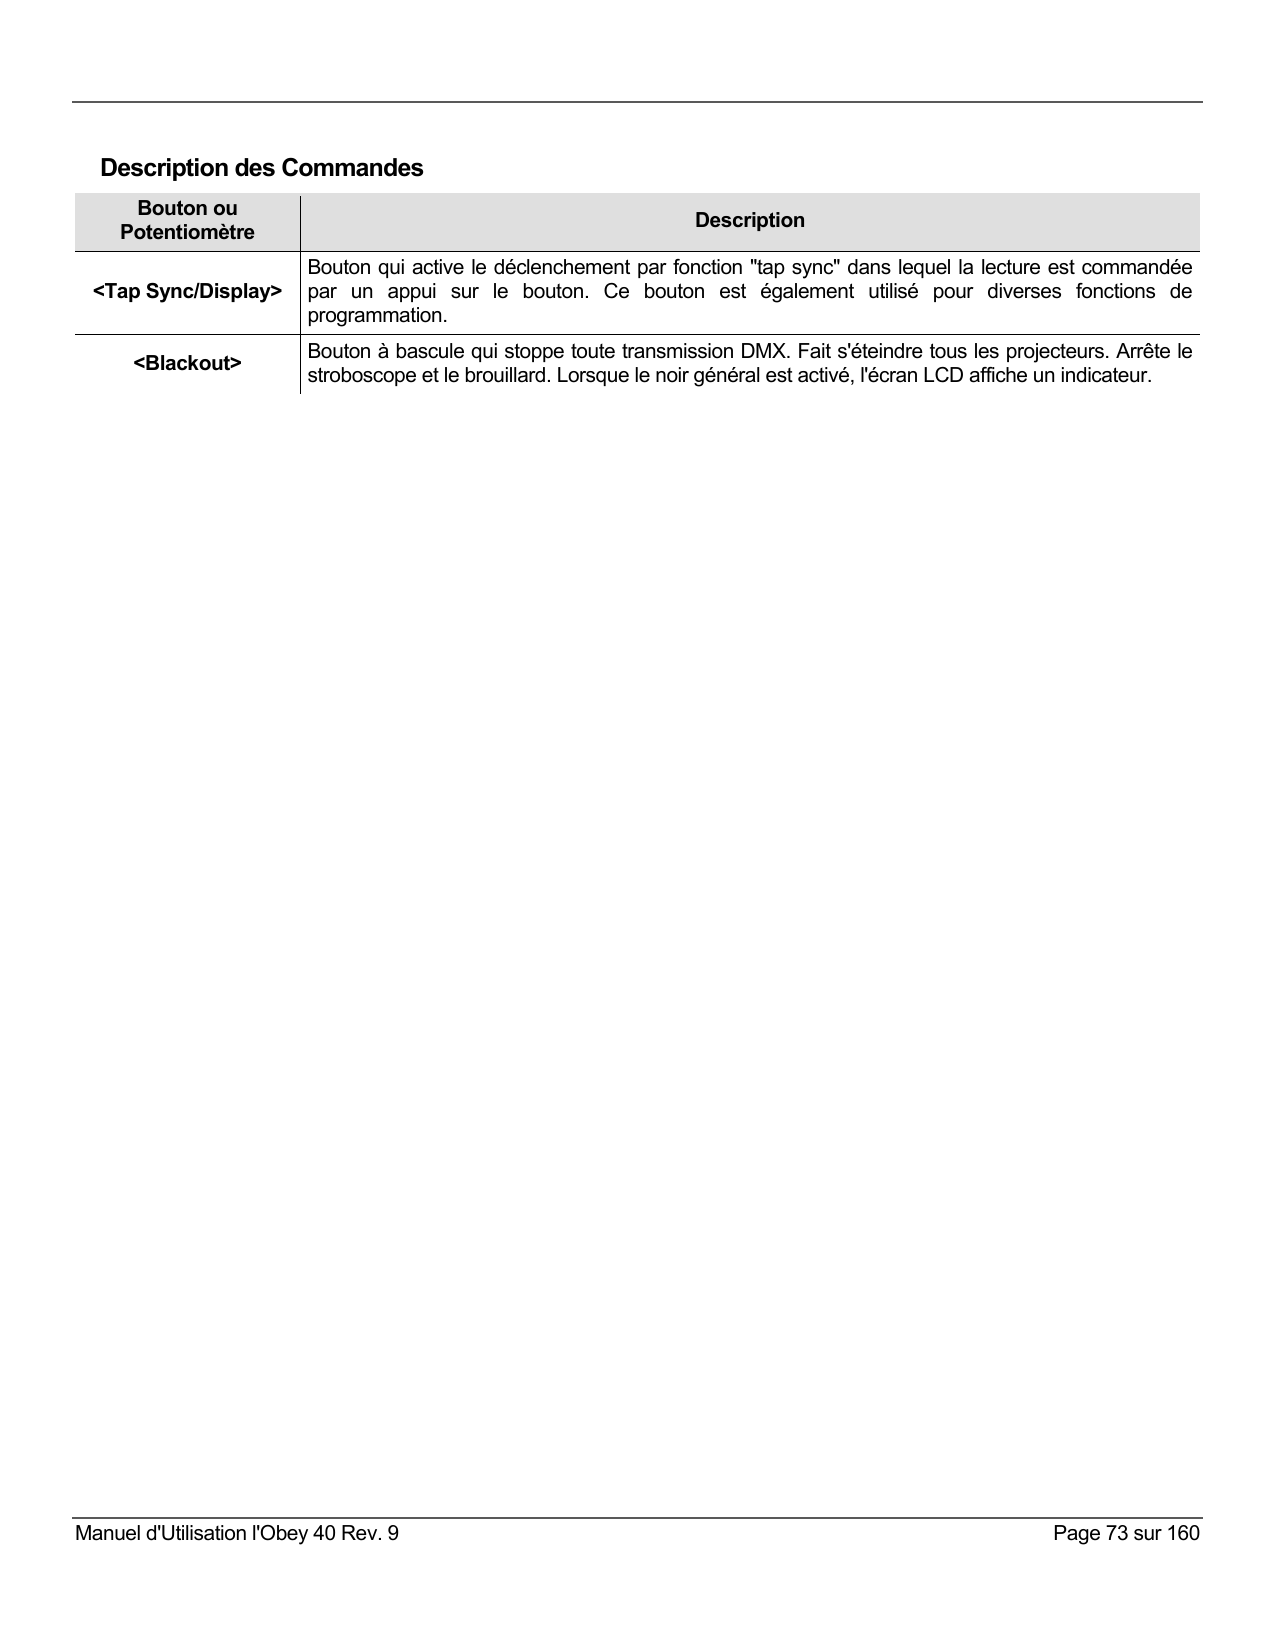 Description des Commandes
Bouton ou
Potentiomètre
Description
<Tap Sync/Display>
Bouton qui active le déclenchement par fonction "tap sync" dans lequel la lecture est commandée
par un appui sur le bouton. Ce bouton est également utilisé pour diverses fonctions de
programmation.
<Blackout>
Bouton à bascule qui stoppe toute transmission DMX. Fait s'éteindre tous les projecteurs. Arrête le
stroboscope et le brouillard. Lorsque le noir général est activé, l'écran LCD affiche un indicateur.
Manuel d'Utilisation l'Obey 40 Rev. 9
Page 73 sur 160